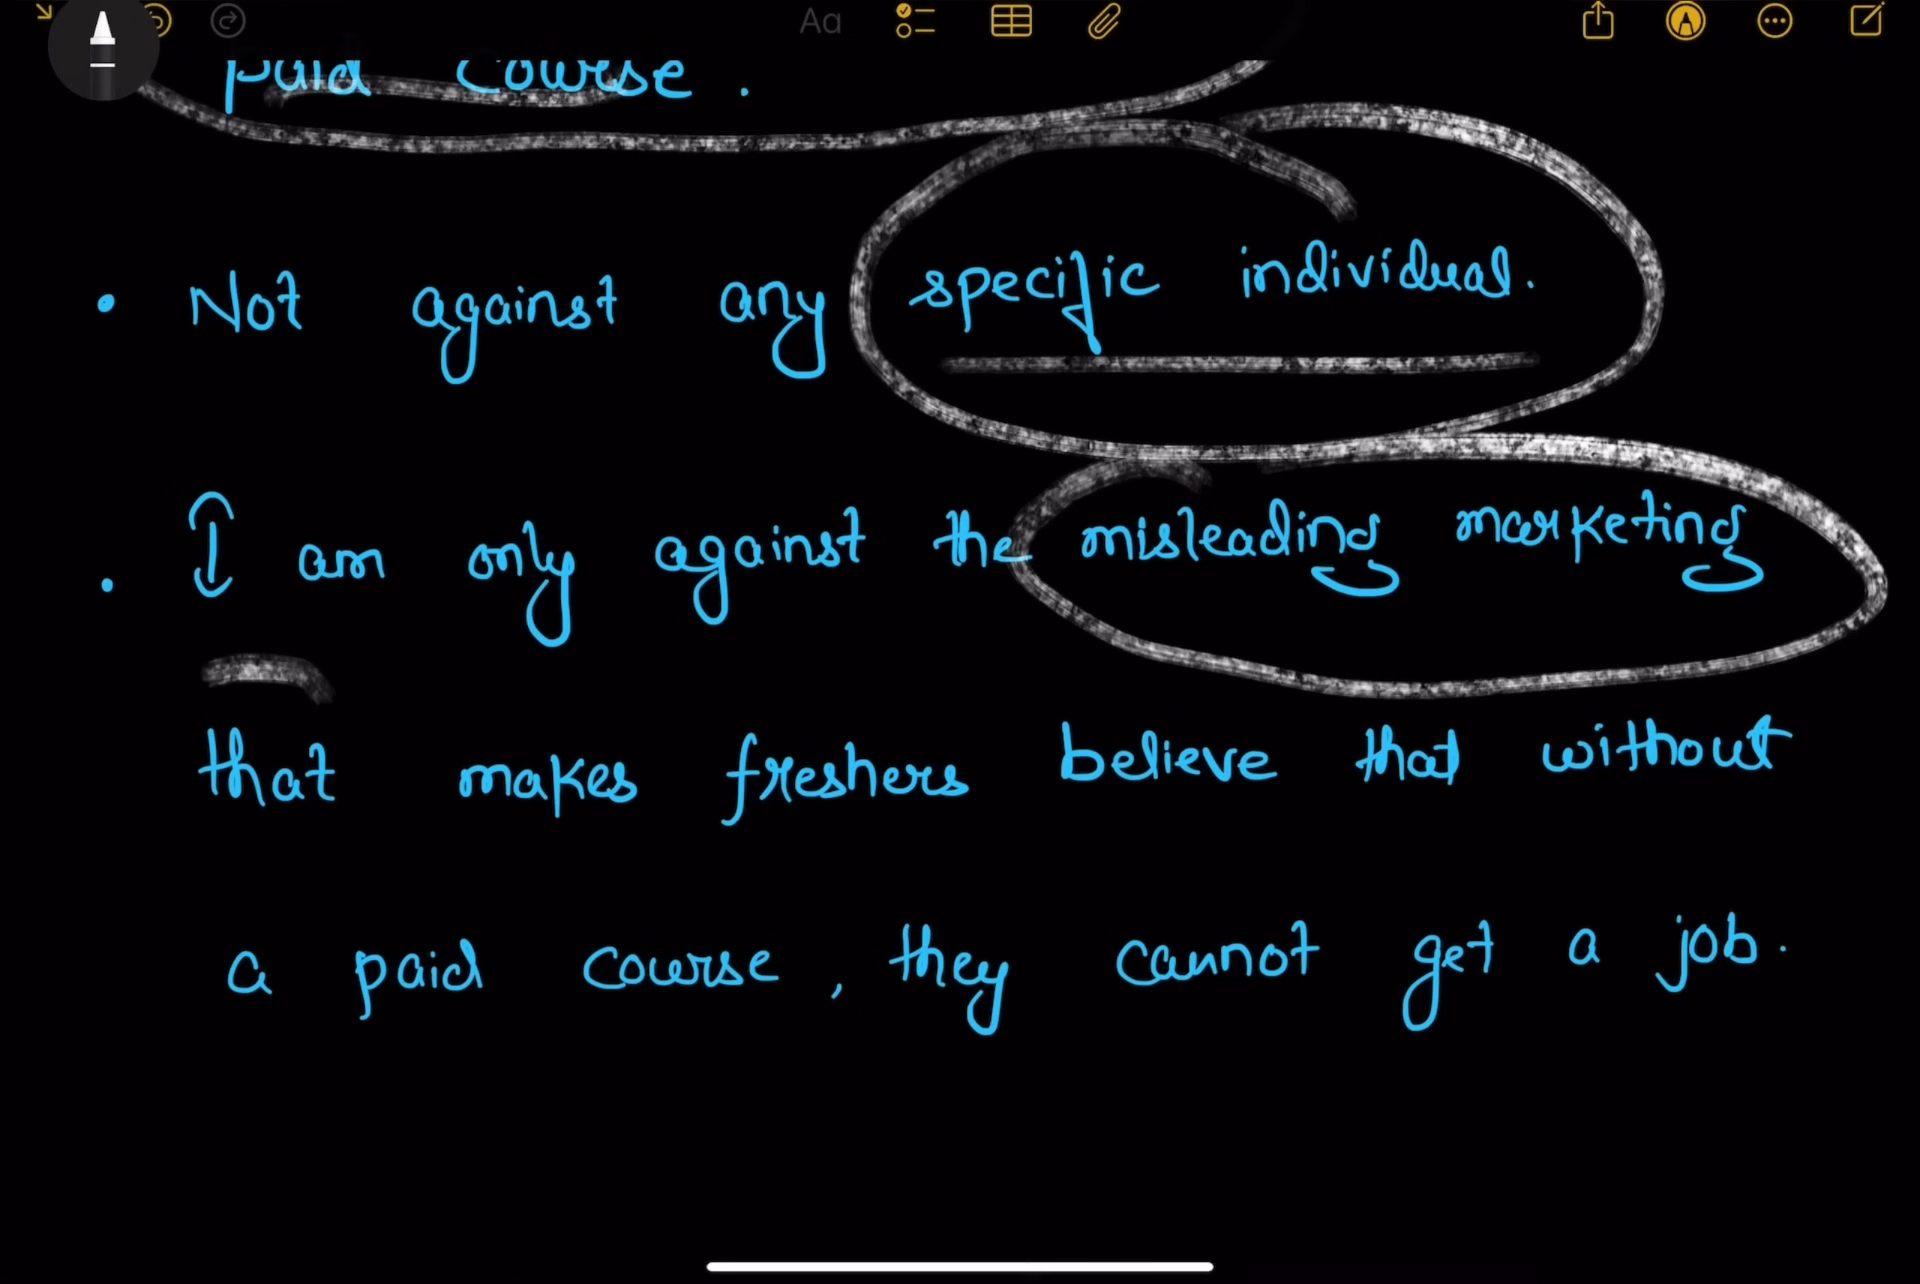 Aa
paid course.
• Not against any specific individual.
• I am only against the misleading marketing
that makes freshers believe that without
a paid course, they cannot get a job.